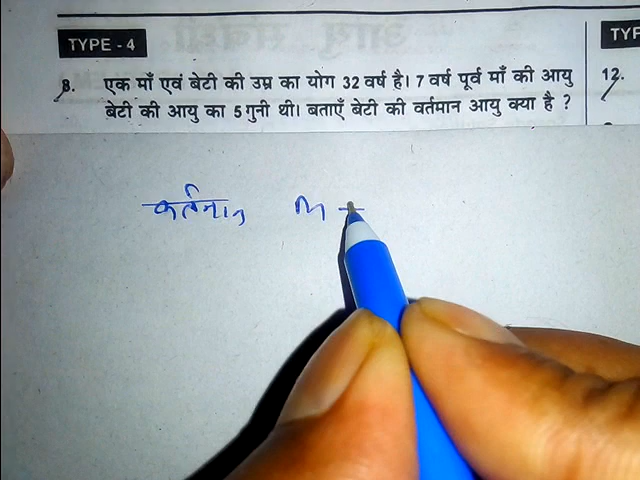 TYPE - 4
TYP
8. एक माँ एवं बेटी की उम्र का योग 32 वर्ष है। 7 वर्ष पूर्व माँ की आयु
बेटी की आयु का 5 गुनी थी। बताएँ बेटी की वर्तमान आयु क्या है ?
12.
वर्तमान M +